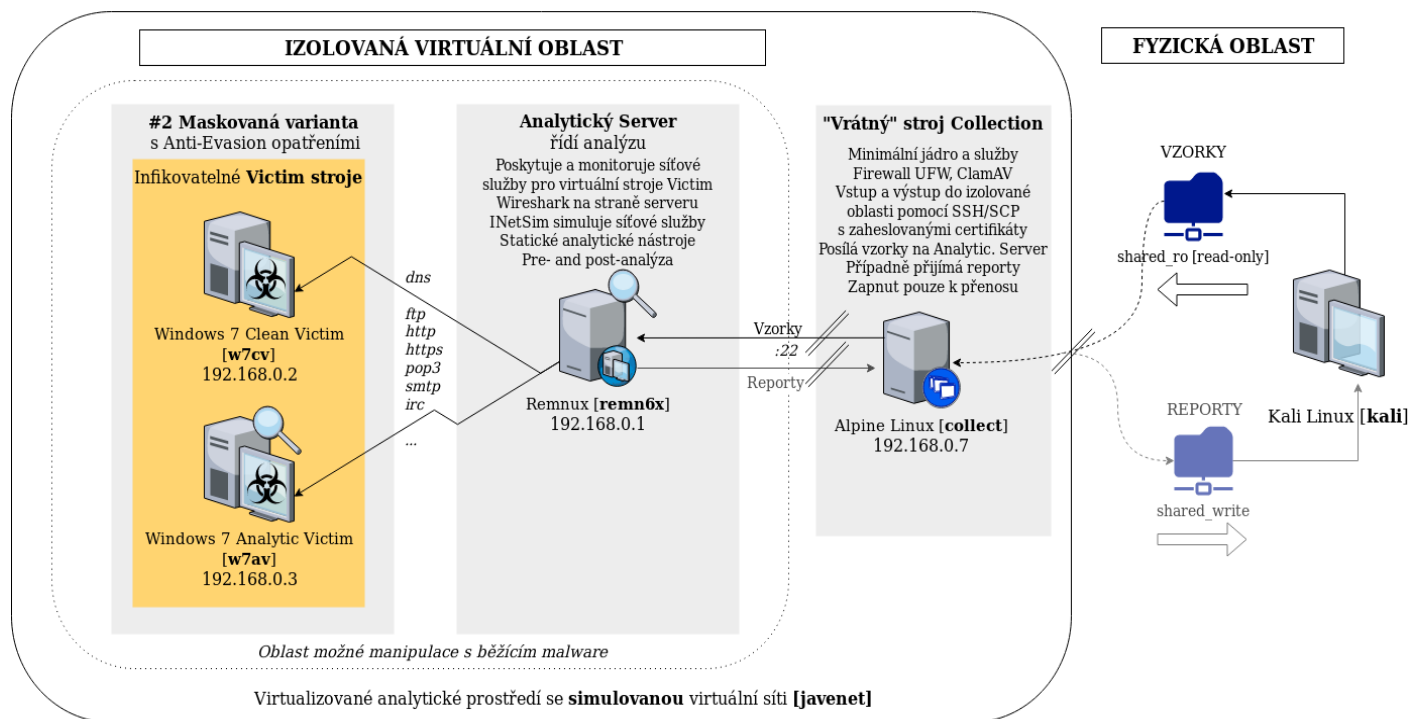 IZOLOVANÁ VIRTUÁLNÍ OBLAST
FYZICKÁ OBLAST
#2 Maskovaná varianta
s Anti-Evasion opatřeními
Infikovatelné Victim stroje
Windows 7 Clean Victim
[w7cv]
192.168.0.2
Windows 7 Analytic Victim
[w7av]
192.168.0.3
dns
ftp
http
https
pop3
smtp
irc
...
Analytický Server
řídí analýzu
Poskytuje a monitoruje síťové
služby pro virtuální stroje Victim
Wireshark na straně serveru
INetSim simuluje síťové služby
Statické analytické nástroje
Pre- and post-analýza
Remnux [remn6x]
192.168.0.1
Vzorky
:22
Reporty
"Vrátný" stroj Collection
Minimální jádro a služby
Firewall UFW, ClamAV
Vstup a výstup do izolované
oblasti pomocí SSH/SCP
s zaheslovanými certifikáty
Posílá vzorky na Analytic. Server
Případně přijímá reporty
Zapnut pouze k přenosu
Alpine Linux [collect]
192.168.0.7
VZORKY
shared_ro [read-only]
Kali Linux [kali]
REPORTY
shared_write
Oblast možné manipulace s běžícím malware
Virtualizované analytické prostředí se simulovanou virtuální síti [javenet]